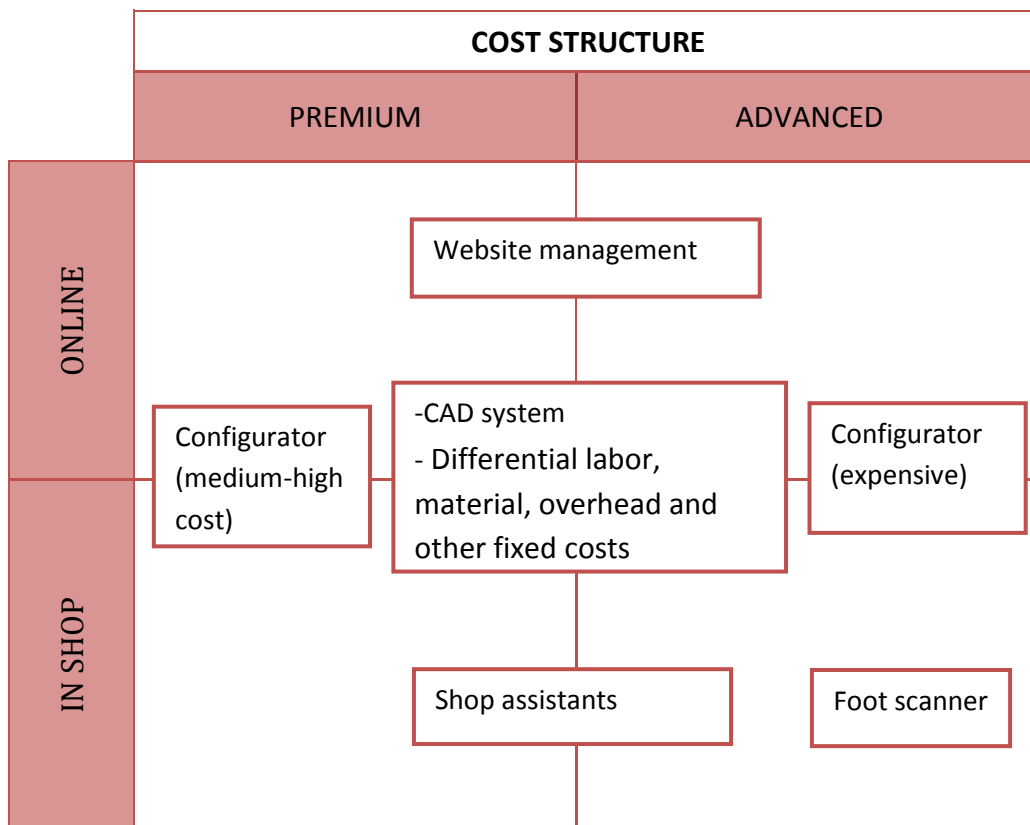 COST STRUCTURE
PREMIUM
ADVANCED
ONLINE
Website management
Configurator
(medium-high
cost)
-CAD system
- Differential labor,
material, overhead and
other fixed costs
Configurator
(expensive)
IN SHOP
Shop assistants
Foot scanner